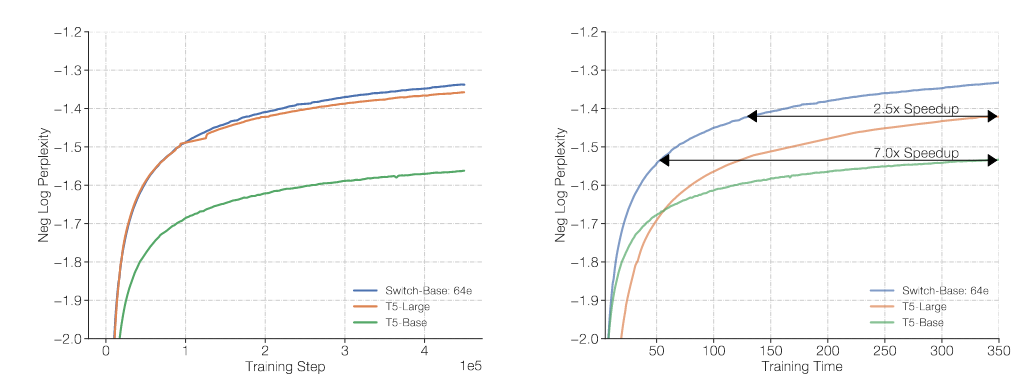 −1.2
−1.3
−1.4
−1.5
−1.6
−1.7
−1.8
−1.9
−2.0
Neg Log Perplexity
Switch-Base: 64e
T5-Large
T5-Base
0
1
2
3
4
1e5
Training Step
−1.2
−1.3
−1.4
−1.5
−1.6
−1.7
−1.8
−1.9
−2.0
Neg Log Perplexity
2.5x Speedup
7.0x Speedup
Switch-Base: 64e
T5-Large
T5-Base
50
100
150
200
250
300
350
Training Time